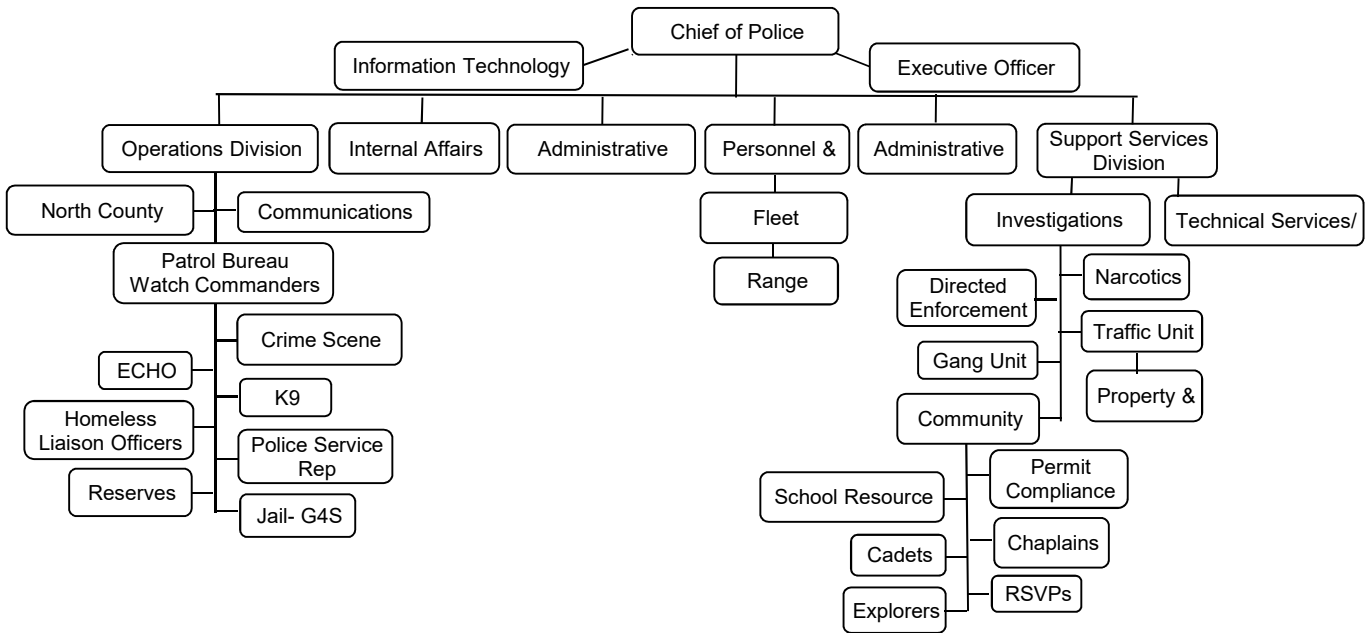 Chief of Police
Information Technology
Executive Officer
Operations Division
Internal Affairs
Administrative
Personnel &
Administrative
Support Services
Division
North County
Communications
Fleet
Investigations
Technical Services/
Patrol Bureau
Watch Commanders
Range
Narcotics
Directed
Enforcement
Crime Scene
Traffic Unit
ECHO
Gang Unit
K9
Property &
Homeless
Liaison Officers
Community
Police Service
Rep
Permit
Compliance
Reserves
School Resource
Jail- G4S
Chaplains
Cadets
RSVPs
Explorers